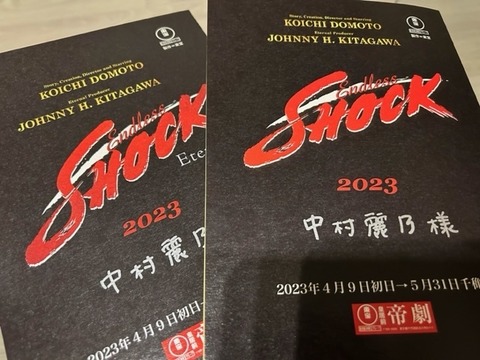 Story, Creation, Director and Starring
KOICHI DOMOTO
Eternal Producer
JOHNNY H. KITAGAWA
Endless
SHOCK
Eter
2023
中村麗乃
2023年4月9日初日→
Story, Creation, Director and Starring
KOICHI DOMOTO
Eternal Producer
JOHNNY H. KITAGAWA
Endless
SHOCK
2023
中村麗乃様
2023年4月9日初日→5月31日千穐
帝劇